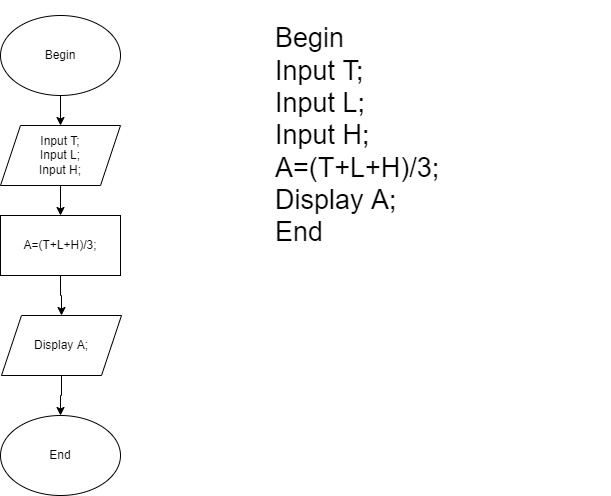 Begin
Input T;
Input L;
Input H;
A=(T+L+H)/3;
Display A;
End
Begin
Input T;
Input L;
Input H;
A=(T+L+H)/3;
Display A;
End